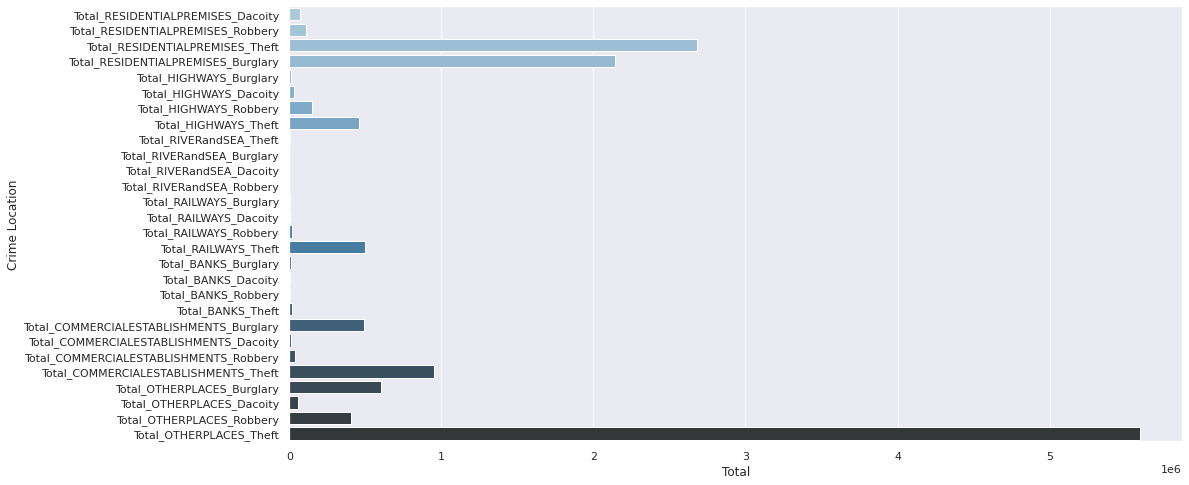 Total_RESIDENTIALPREMISES_Dacoity
Total_RESIDENTIALPREMISES_Robbery
Total_RESIDENTIALPREMISES_Theft
Total_RESIDENTIALPREMISES_Burglary
Total_HIGHWAYS_Burglary
Total_HIGHWAYS_Dacoity
Total_HIGHWAYS_Robbery
Total_HIGHWAYS_Theft
Total_RIVERandSEA_Theft
Total_RIVERandSEA_Burglary
Total_RIVERandSEA_Dacoity
Total_RIVERandSEA_Robbery
Total_RAILWAYS_Burglary
Total_RAILWAYS_Dacoity
Total_RAILWAYS_Robbery
Total_RAILWAYS_Theft
Total_BANKS_Burglary
Total_BANKS_Dacoity
Total_BANKS_Robbery
Total_BANKS_Theft
Total_COMMERCIALESTABLISHMENTS_Burglary
Total_COMMERCIALESTABLISHMENTS_Dacoity
Total_COMMERCIALESTABLISHMENTS_Robbery
Total_COMMERCIALESTABLISHMENTS_Theft
Total_OTHERPLACES_Burglary
Total_OTHERPLACES_Dacoity
Total_OTHERPLACES_Robbery
Total_OTHERPLACES_Theft
Crime Location
0 1 2 3 4 5
Total
1e6